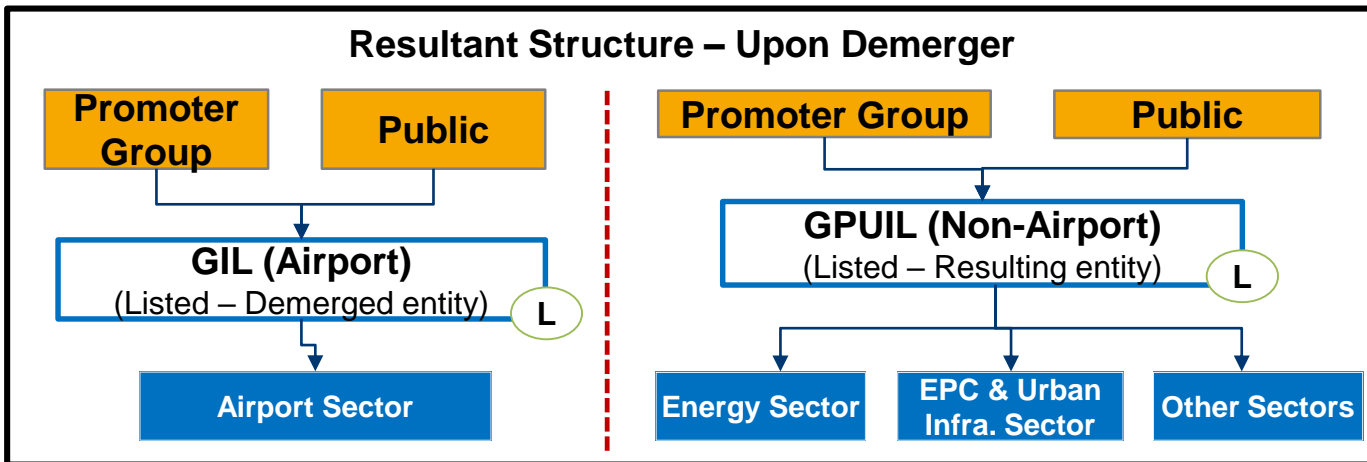 Resultant Structure – Upon Demerger
Promoter
Group
Public
GIL (Airport)
(Listed – Demerged entity)
L
Airport Sector
Promoter Group
Public
GPUIL (Non-Airport)
(Listed – Resulting entity)
L
Energy Sector
EPC & Urban
Infra. Sector
Other Sectors